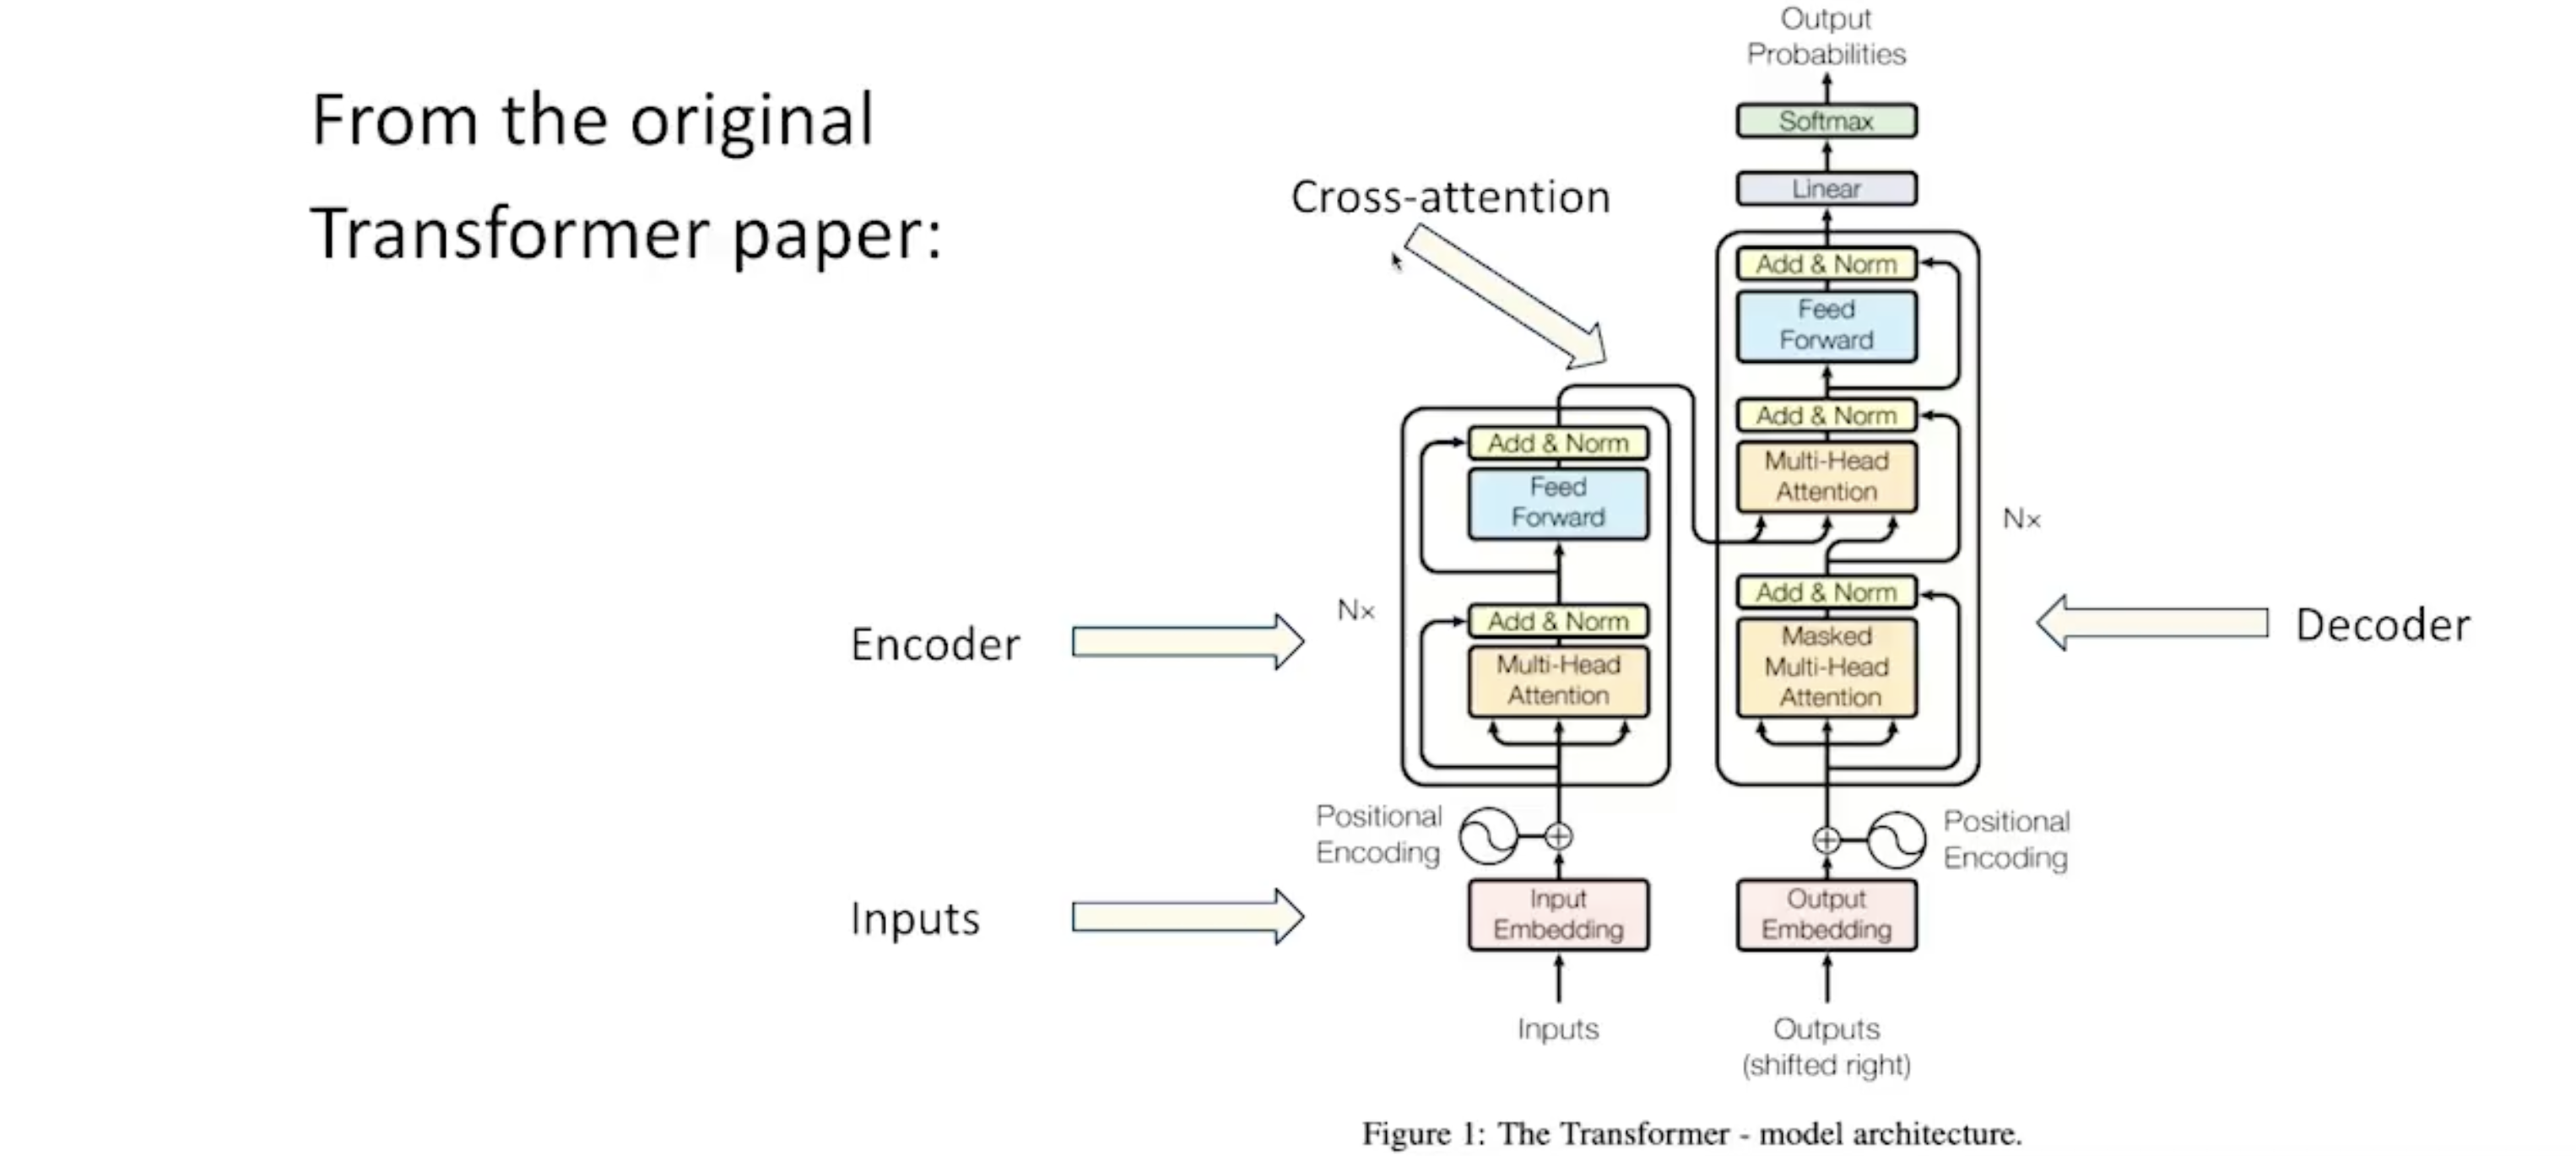 From the original
Transformer paper:
Cross-attention
Encoder
Inputs
Decoder
Output
Probabilities
Softmax
Linear
Add & Norm
Feed
Forward
Add & Norm
Multi-Head
Attention
Nx
Add & Norm
Masked
Multi-Head
Attention
Add & Norm
Feed
Forward
Nx
Add & Norm
Multi-Head
Attention
Positional
Encoding
Positional
Encoding
Input
Embedding
Output
Embedding
Inputs
Outputs
(shifted right)
Figure 1: The Transformer - model architecture.